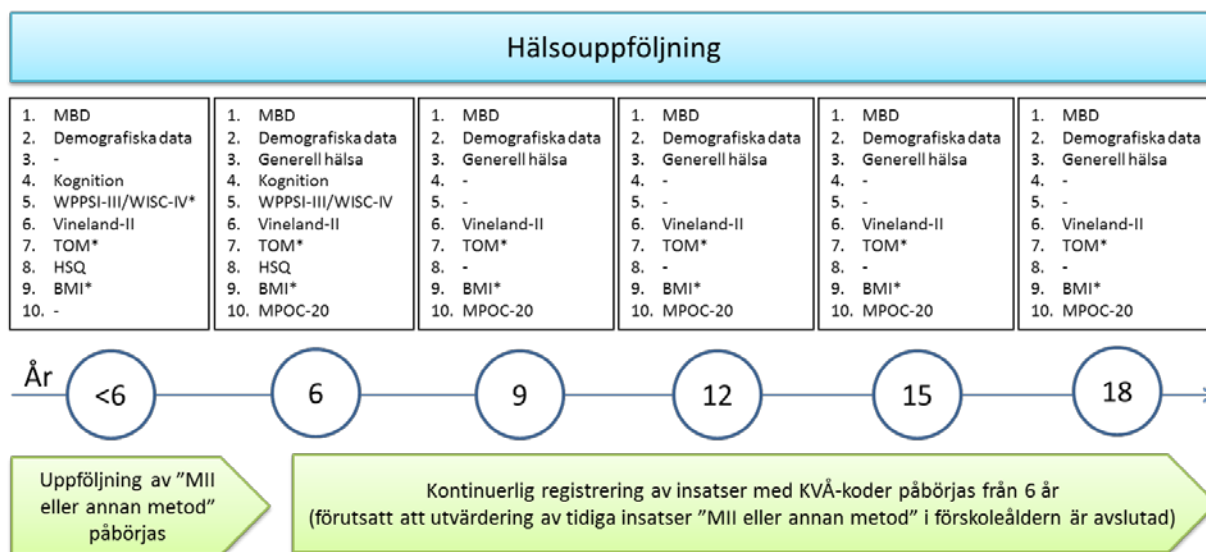 Hälsouppföljning
1. MBD
2. Demografiska data
3. -
4. Kognition
5. WPPSI-III/WISC-IV*
6. Vineland-II
7. TOM*
8. HSQ
9. BMI*
10. -
1. MBD
2. Demografiska data
3. Generell hälsa
4. Kognition
5. WPPSI-III/WISC-IV
6. Vineland-II
7. TOM*
8. HSQ
9. BMI*
10. MPOC-20
1. MBD
2. Demografiska data
3. Generell hälsa
4. -
5. -
6. Vineland-II
7. TOM*
8. -
9. BMI*
10. MPOC-20
1. MBD
2. Demografiska data
3. Generell hälsa
4. -
5. -
6. Vineland-II
7. TOM*
8. -
9. BMI*
10. MPOC-20
1. MBD
2. Demografiska data
3. Generell hälsa
4. -
5. -
6. Vineland-II
7. TOM*
8. -
9. BMI*
10. MPOC-20
1. MBD
2. Demografiska data
3. Generell hälsa
4. -
5. -
6. Vineland-II
7. TOM*
8. -
9. BMI*
10. MPOC-20
År
<6
6
9
12
15
18
Uppföljning av ”MII
eller annan metod”
påbörjas
Kontinuerlig registrering av insatser med KVÅ-koder påbörjas från 6 år
(förutsatt att utvärdering av tidiga insatser ”MII eller annan metod” i förskoleåldern är avslutad)